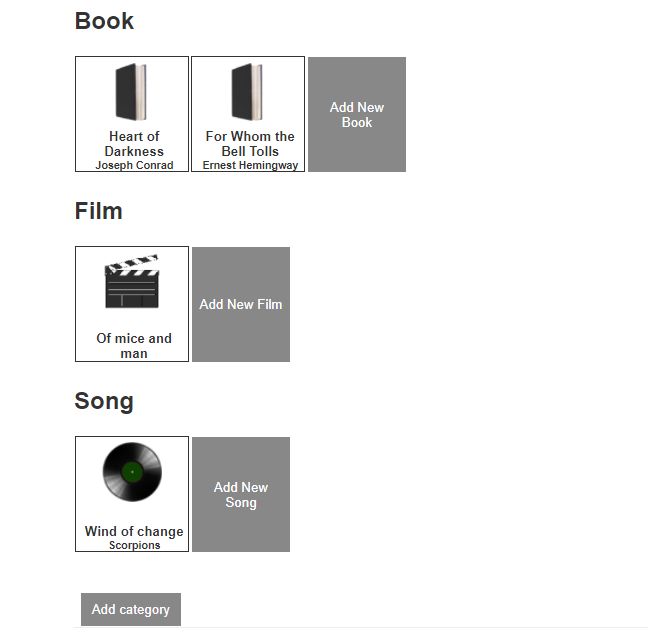 Book
Heart of
Darkness
Joseph Conrad
For Whom the
Bell Tolls
Ernest Hemingway
Add New
Book
Film
Of mice and
man
Add New Film
Song
Wind of change
Scorpions
Add New
Song
Add category